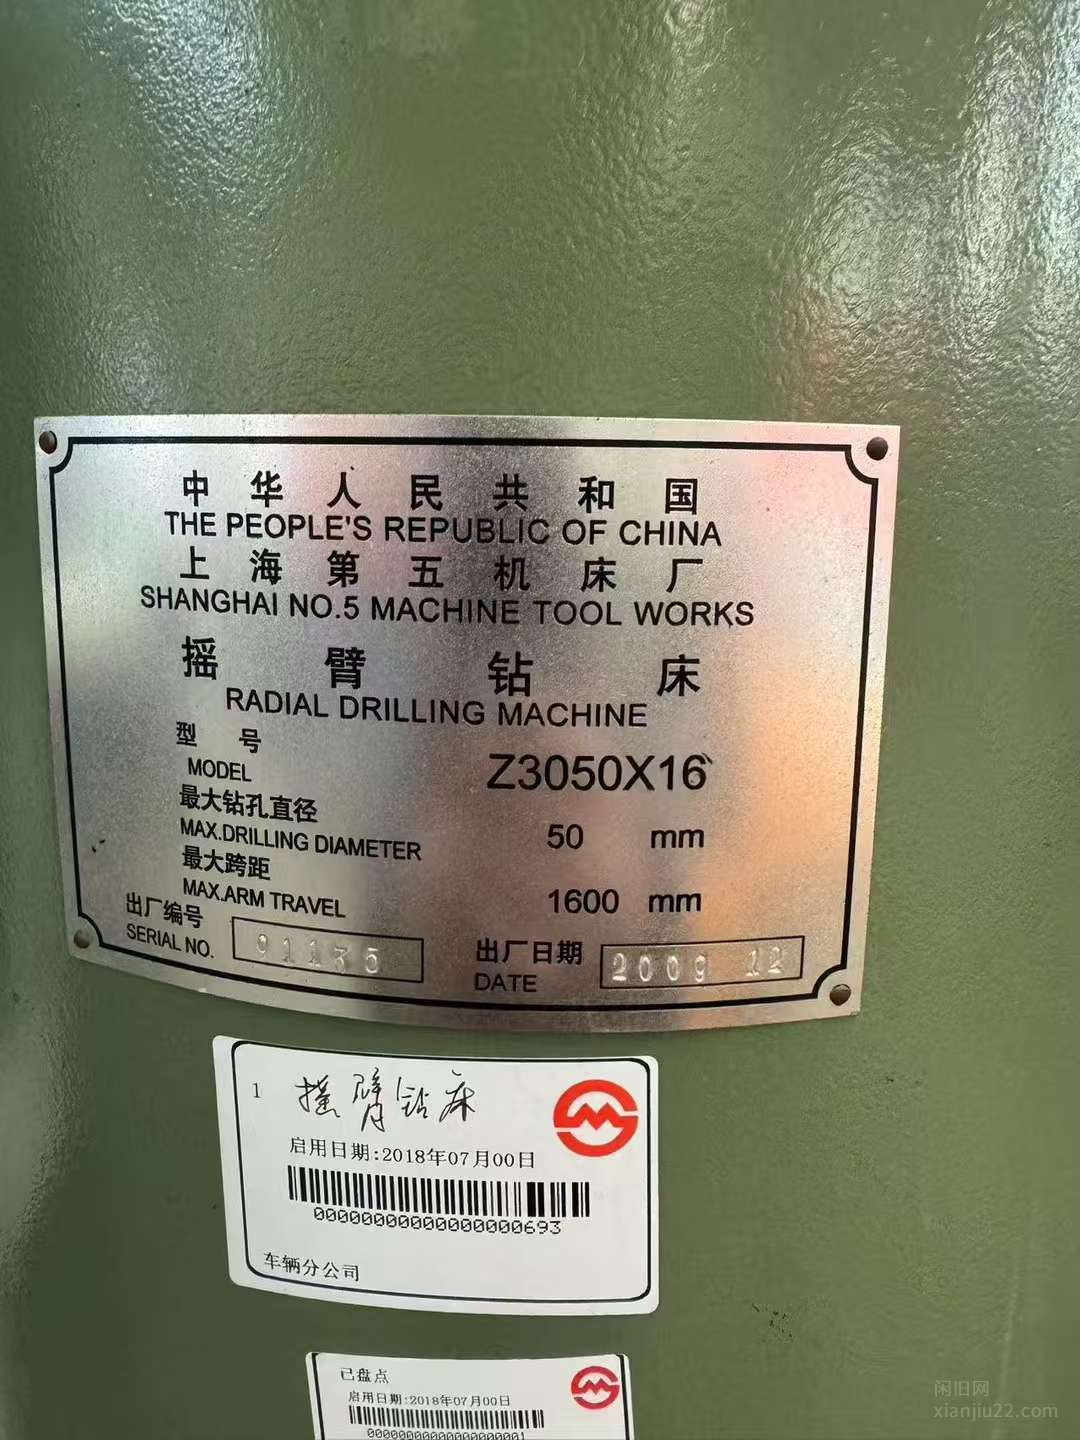 中华人民共和国
THE PEOPLE'S REPUBLIC OF CHINA
上海第五机床厂
SHANGHAI NO.5 MACHINE TOOL WORKS
摇臂钻床
RADIAL DRILLING MACHINE
型号 Z3050X16
MODEL
最大钻孔直径
MAX.DRILLING DIAMETER 50 mm
最大跨距
MAX.ARM TRAVEL 1600 mm
出厂编号 91135 出厂日期 2009 12
SERIAL NO. DATE
1 摇臂钻床
启用日期:2018年07月00日
车辆分公司
已盘点
启用日期:2018年07月00日
闲旧网
xianjiu22.com